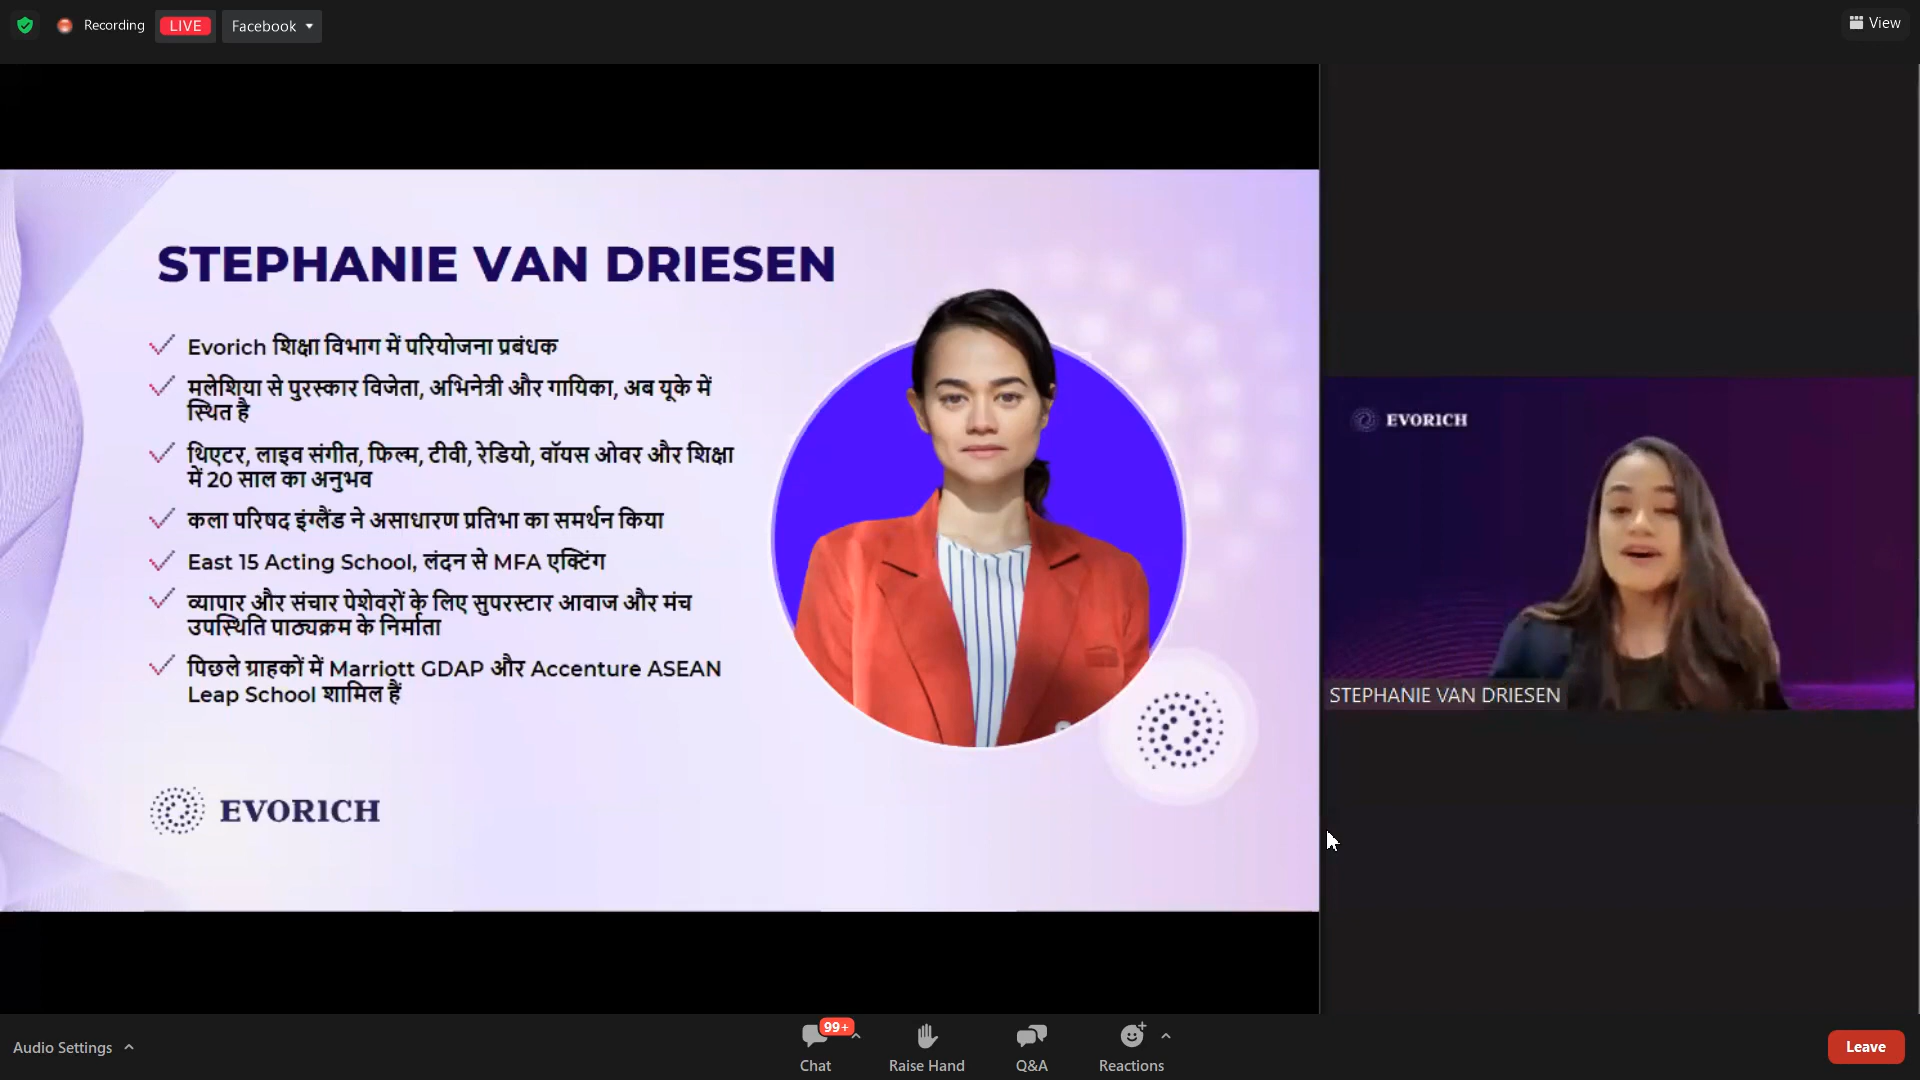 Recording
LIVE
Facebook
View
STEPHANIE VAN DRIESEN
Evorich शिक्षा विभाग में परियोजना प्रबंधक
मलेशिया से पुरस्कार विजेता, अभिनेत्री और गायिका, अब यूके में
स्थित है
थिएटर, लाइव संगीत, फिल्म, टीवी, रेडियो, वॉयस ओवर और शिक्षा
में 20 साल का अनुभव
कला परिषद इंग्लैंड ने असाधारण प्रतिभा का समर्थन किया
East 15 Acting School, लंदन से MFA एक्टिंग
व्यापार और संचार पेशेवरों के लिए सुपरस्टार आवाज और मंच
उपस्थिति पाठ्यक्रम के निर्माता
पिछले ग्राहकों में Marriott GDAP और Accenture ASEAN
Leap School शामिल हैं
EVORICH
EVORICH
STEPHANIE VAN DRIESEN
Audio Settings
99+
Chat
Raise Hand
Q&A
Reactions
Leave